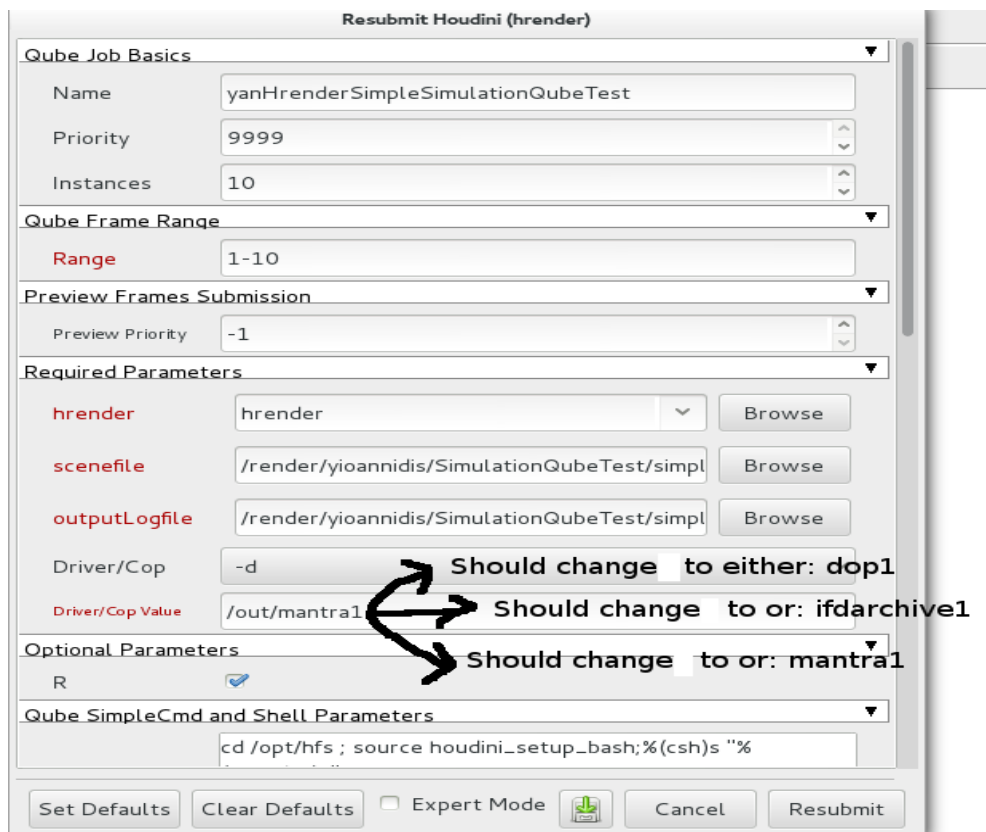 Resubmit Houdini (hrender)
Qube Job Basics
Name yanHrenderSimpleSimulationQubeTest
Priority 9999
Instances 10
Qube Frame Range
Range 1-10
Preview Frames Submission
Preview Priority -1
Required Parameters
hrender hrender Browse
scenefile /render/yioannidis/SimulationQubeTest/simpl Browse
outputLogfile /render/yioannidis/SimulationQubeTest/simpl Browse
Driver/Cop -d Should change to either: dop1
Driver/Cop Value /out/mantra1 Should change to or: ifdarchive1
Optional Parameters Should change to or: mantra1
R
Qube SimpleCmd and Shell Parameters
cd /opt/hfs ; source houdini_setup_bash;%(csh)s "%
Set Defaults Clear Defaults Expert Mode Cancel Resubmit